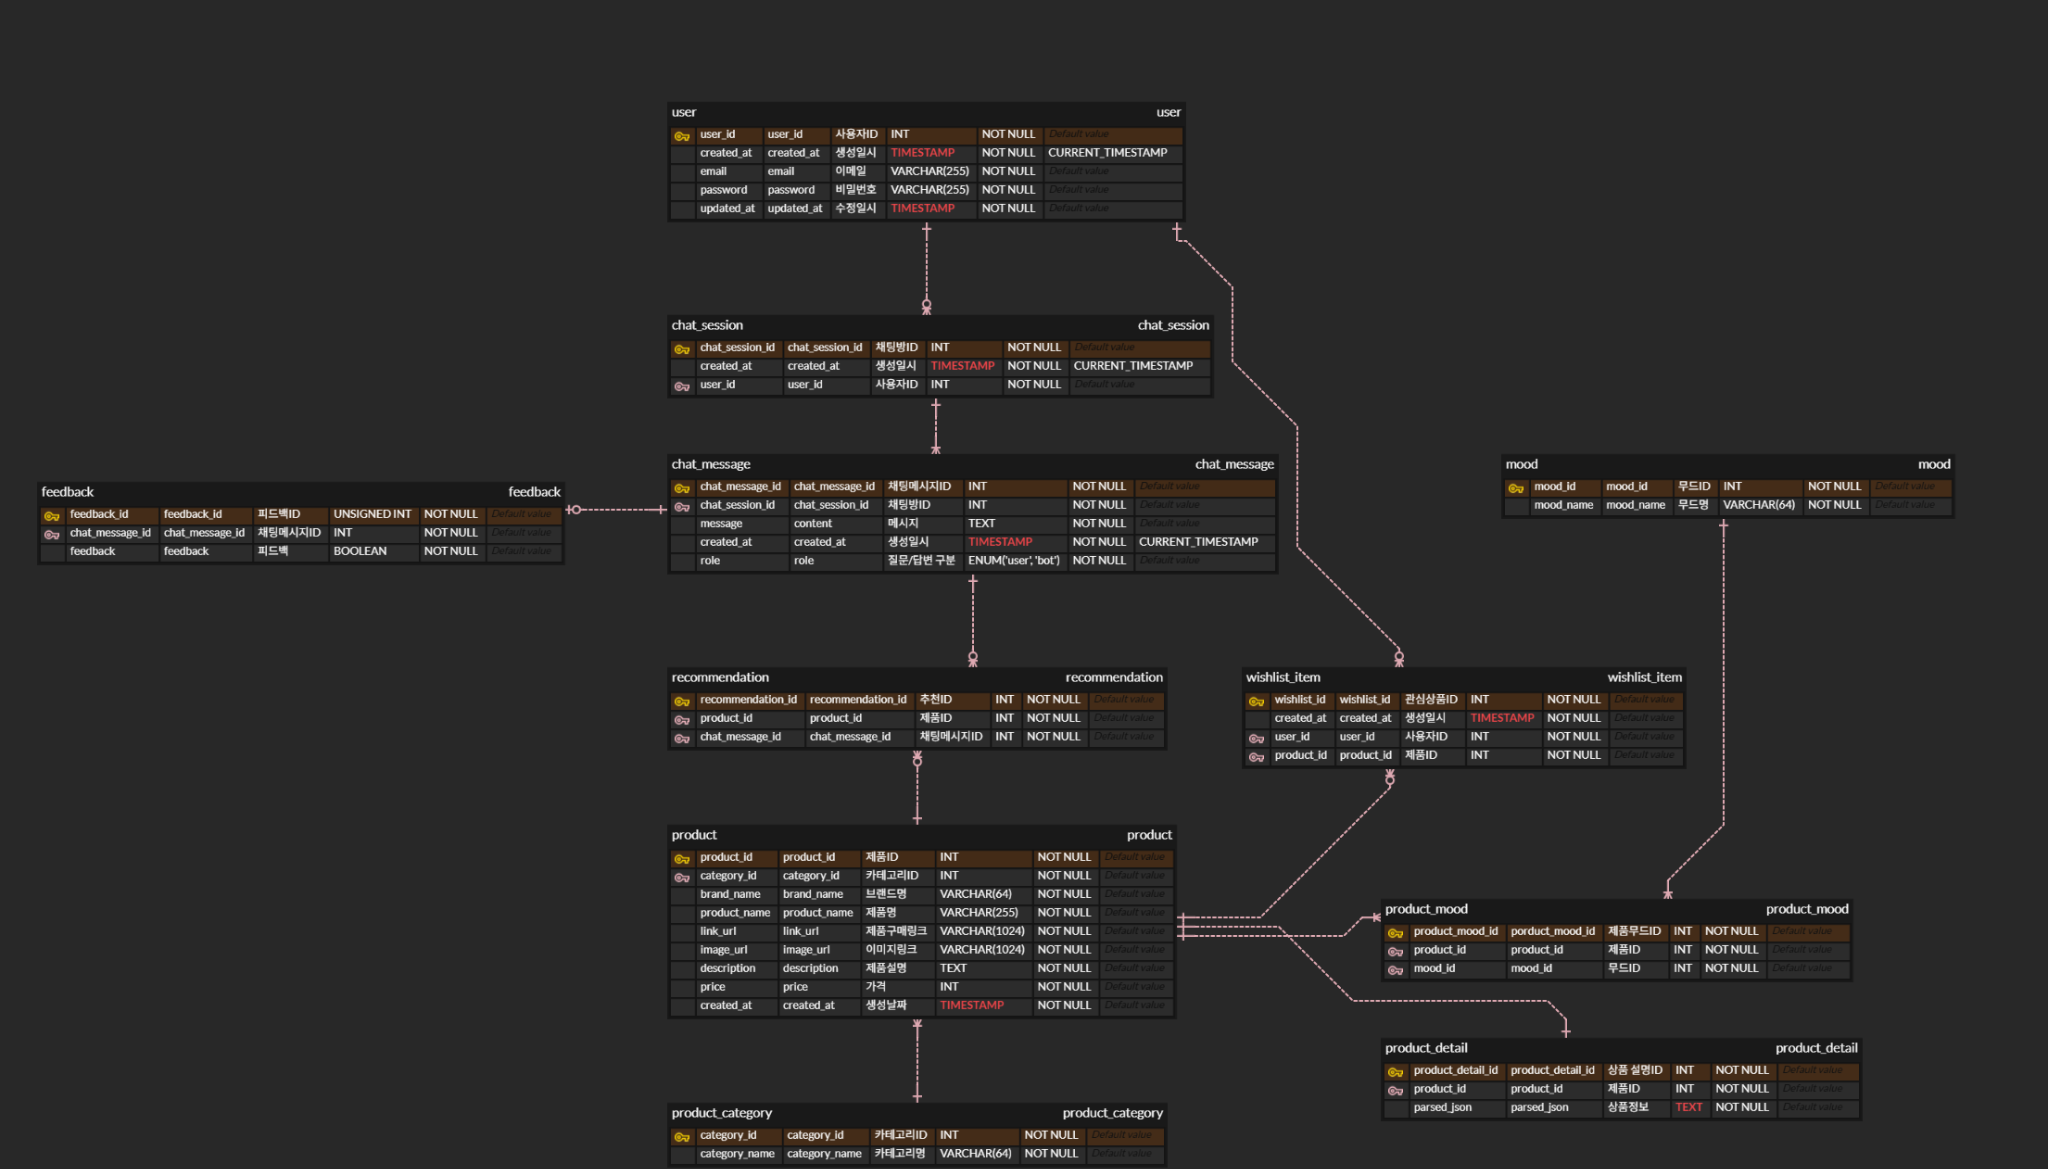 user user
user_id user_id 사용자ID INT NOT NULL Default value
created_at created_at 생성일시 TIMESTAMP NOT NULL CURRENT_TIMESTAMP
email email 이메일 VARCHAR(255) NOT NULL Default value
password password 비밀번호 VARCHAR(255) NOT NULL Default value
updated_at updated_at 수정일시 TIMESTAMP NOT NULL Default value
chat_session chat_session
chat_session_id chat_session_id 채팅방ID INT NOT NULL Default value
created_at created_at 생성일시 TIMESTAMP NOT NULL CURRENT_TIMESTAMP
user_id user_id 사용자ID INT NOT NULL Default value
chat_message chat_message
chat_message_id chat_message_id 채팅메시지ID INT NOT NULL Default value
chat_session_id chat_session_id 채팅방ID INT NOT NULL Default value
message content 메시지 TEXT NOT NULL Default value
created_at created_at 생성일시 TIMESTAMP NOT NULL CURRENT_TIMESTAMP
role role 질문/답변 구분 ENUM('user', 'bot') NOT NULL Default value
mood mood
mood_id mood_id 무드ID INT NOT NULL Default value
mood_name mood_name 무드명 VARCHAR(64) NOT NULL Default value
feedback feedback
feedback_id feedback_id 피드백ID UNSIGNED INT NOT NULL Default value
chat_message_id chat_message_id 채팅메시지ID INT NOT NULL Default value
feedback feedback 피드백 BOOLEAN NOT NULL Default value
recommendation recommendation
recommendation_id recommendation_id 추천ID INT NOT NULL Default value
product_id product_id 제품ID INT NOT NULL Default value
chat_message_id chat_message_id 채팅메시지ID INT NOT NULL Default value
wishlist_item wishlist_item
wishlist_id wishlist_id 관심상품ID INT NOT NULL Default value
created_at created_at 생성일시 TIMESTAMP NOT NULL Default value
user_id user_id 사용자ID INT NOT NULL Default value
product_id product_id 제품ID INT NOT NULL Default value
product product
product_id product_id 제품ID INT NOT NULL Default value
category_id category_id 카테고리ID INT NOT NULL Default value
brand_name brand_name 브랜드명 VARCHAR(64) NOT NULL Default value
product_name product_name 제품명 VARCHAR(255) NOT NULL Default value
link_url link_url 제품구매링크 VARCHAR(1024) NOT NULL Default value
image_url image_url 이미지링크 VARCHAR(1024) NOT NULL Default value
description description 제품설명 TEXT NOT NULL Default value
price price 가격 INT NOT NULL Default value
created_at created_at 생성날짜 TIMESTAMP NOT NULL Default value
product_mood product_mood
product_mood_id porduct_mood_id 제품무드ID INT NOT NULL Default value
product_id product_id 제품ID INT NOT NULL Default value
mood_id mood_id 무드ID INT NOT NULL Default value
product_detail product_detail
product_detail_id product_detail_id 상품 설명ID INT NOT NULL Default value
product_id product_id 제품ID INT NOT NULL Default value
parsed_json parsed_json 상품정보 TEXT NOT NULL Default value
product_category product_category
category_id category_id 카테고리ID INT NOT NULL Default value
category_name category_name 카테고리명 VARCHAR(64) NOT NULL Default value